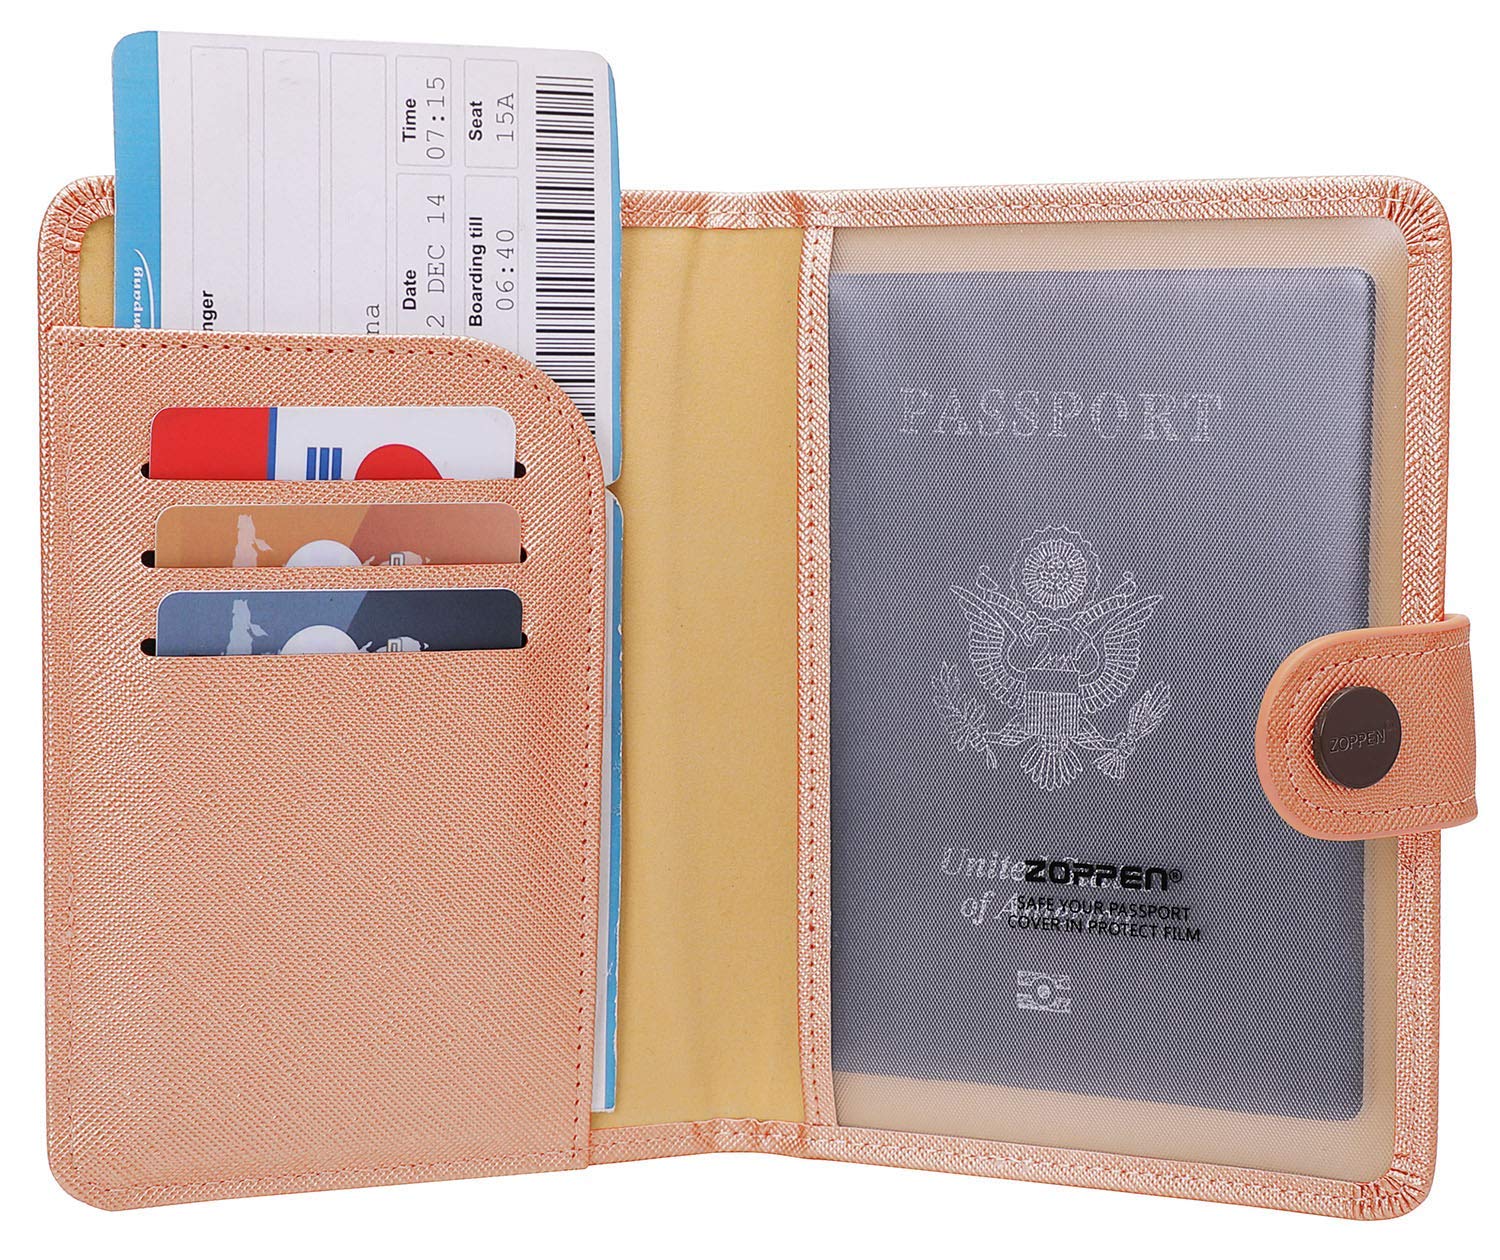 Time
07:15
Seat
15A
Date
2 DEC 14
Boarding till
06:40
nger
na
mpany
PASSPORT
United
of A
ZOPPEN®
SAFE YOUR PASSPORT
COVER IN PROTECT FILM
ZOPPEN®